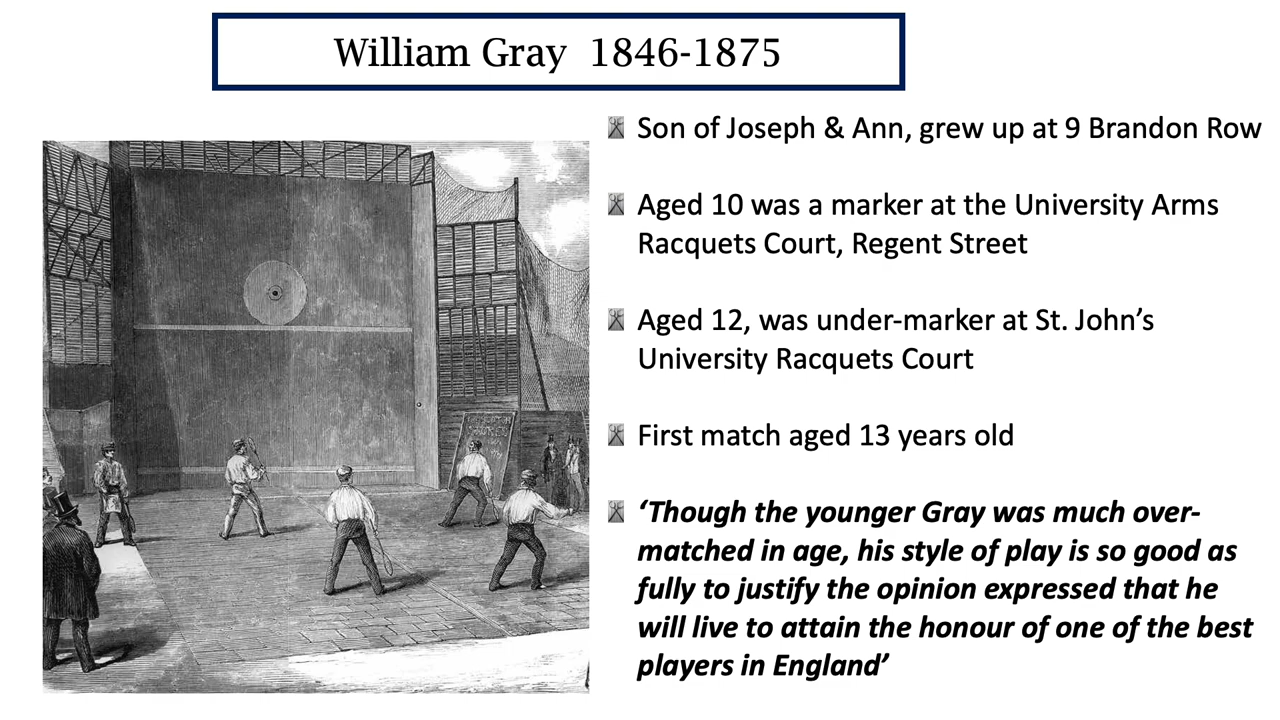 William Gray 1846-1875
Son of Joseph & Ann, grew up at 9 Brandon Row
Aged 10 was a marker at the University Arms
Racquets Court, Regent Street
Aged 12, was under-marker at St. John’s
University Racquets Court
First match aged 13 years old
‘Though the younger Gray was much over-
matched in age, his style of play is so good as
fully to justify the opinion expressed that he
will live to attain the honour of one of the best
players in England’